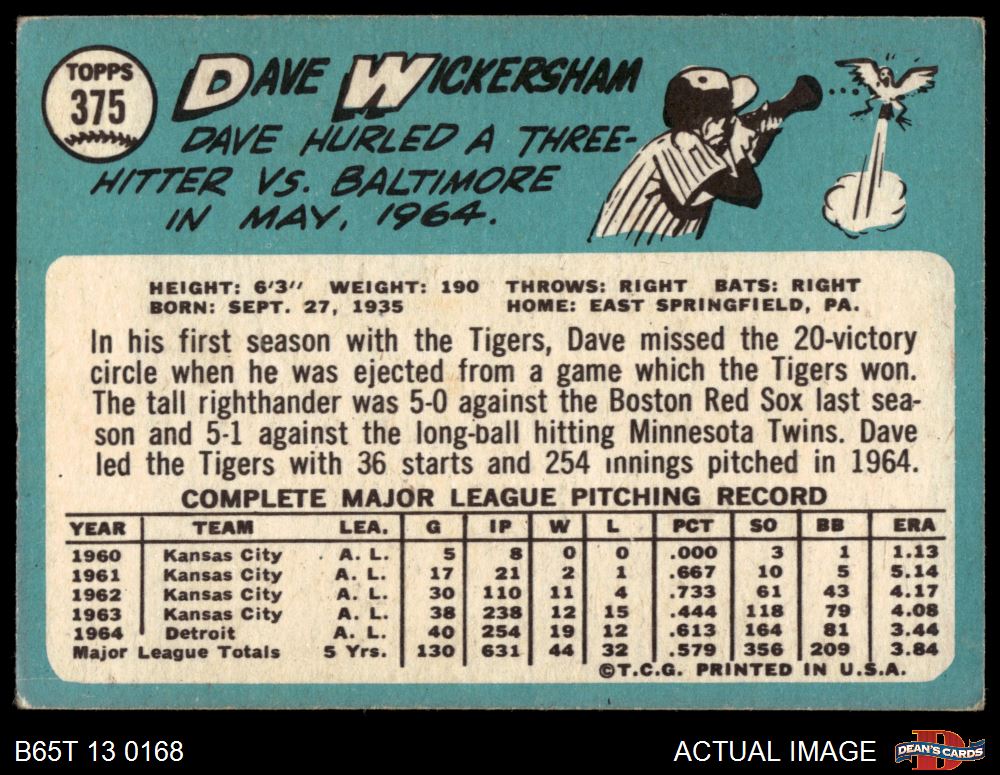 TOPPS
375
DAVE WICKERSHAM
DAVE HURLED A THREE-
HITTER VS. BALTIMORE
IN MAY, 1964.
HEIGHT: 6'3" WEIGHT: 190 THROWS: RIGHT BATS: RIGHT
BORN: SEPT. 27, 1935 HOME: EAST SPRINGFIELD, PA.
In his first season with the Tigers, Dave missed the 20-victory
circle when he was ejected from a game which the Tigers won.
The tall righthander was 5-0 against the Boston Red Sox last sea-
son and 5-1 against the long-ball hitting Minnesota Twins. Dave
led the Tigers with 36 starts and 254 innings pitched in 1964.
COMPLETE MAJOR LEAGUE PITCHING RECORD
YEAR TEAM LEA. G IP W L PCT SO BB ERA
1960 Kansas City A. L. 5 8 0 0 .000 3 1 1.13
1961 Kansas City A. L. 17 21 2 1 .667 10 5 5.14
1962 Kansas City A. L. 30 110 11 4 .733 61 43 4.17
1963 Kansas City A. L. 38 238 12 15 .444 118 79 4.08
1964 Detroit A. L. 40 254 19 12 .613 164 81 3.44
Major League Totals 5 Yrs. 130 631 44 32 .579 356 209 3.84
©T.C.G. PRINTED IN U.S.A.
B65T 13 0168 ACTUAL IMAGE DEAN'S CARDS